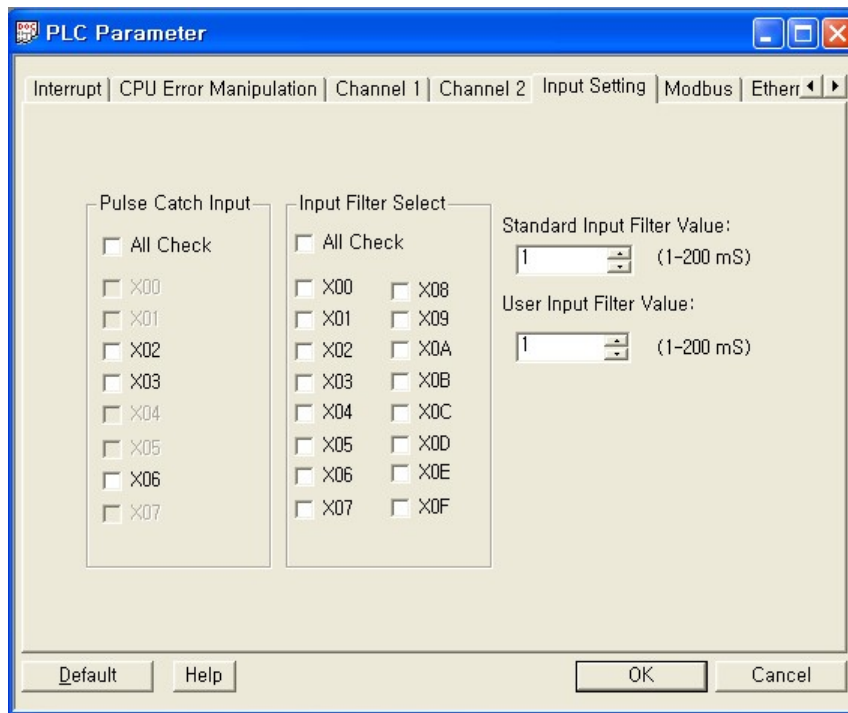 PLC Parameter
Interrupt CPU Error Manipulation Channel 1 Channel 2 Input Setting Modbus
Pulse Catch Input
All Check
X00
X01
X02
X03
X04
X05
X06
X07
Input Filter Select
All Check
X00 X08
X01 X09
X02 X0A
X03 X0B
X04 X0C
X05 X0D
X06 X0E
X07 X0F
Standard Input Filter Value:
1 (1-200 mS)
User Input Filter Value:
1 (1-200 mS)
Default Help OK Cancel